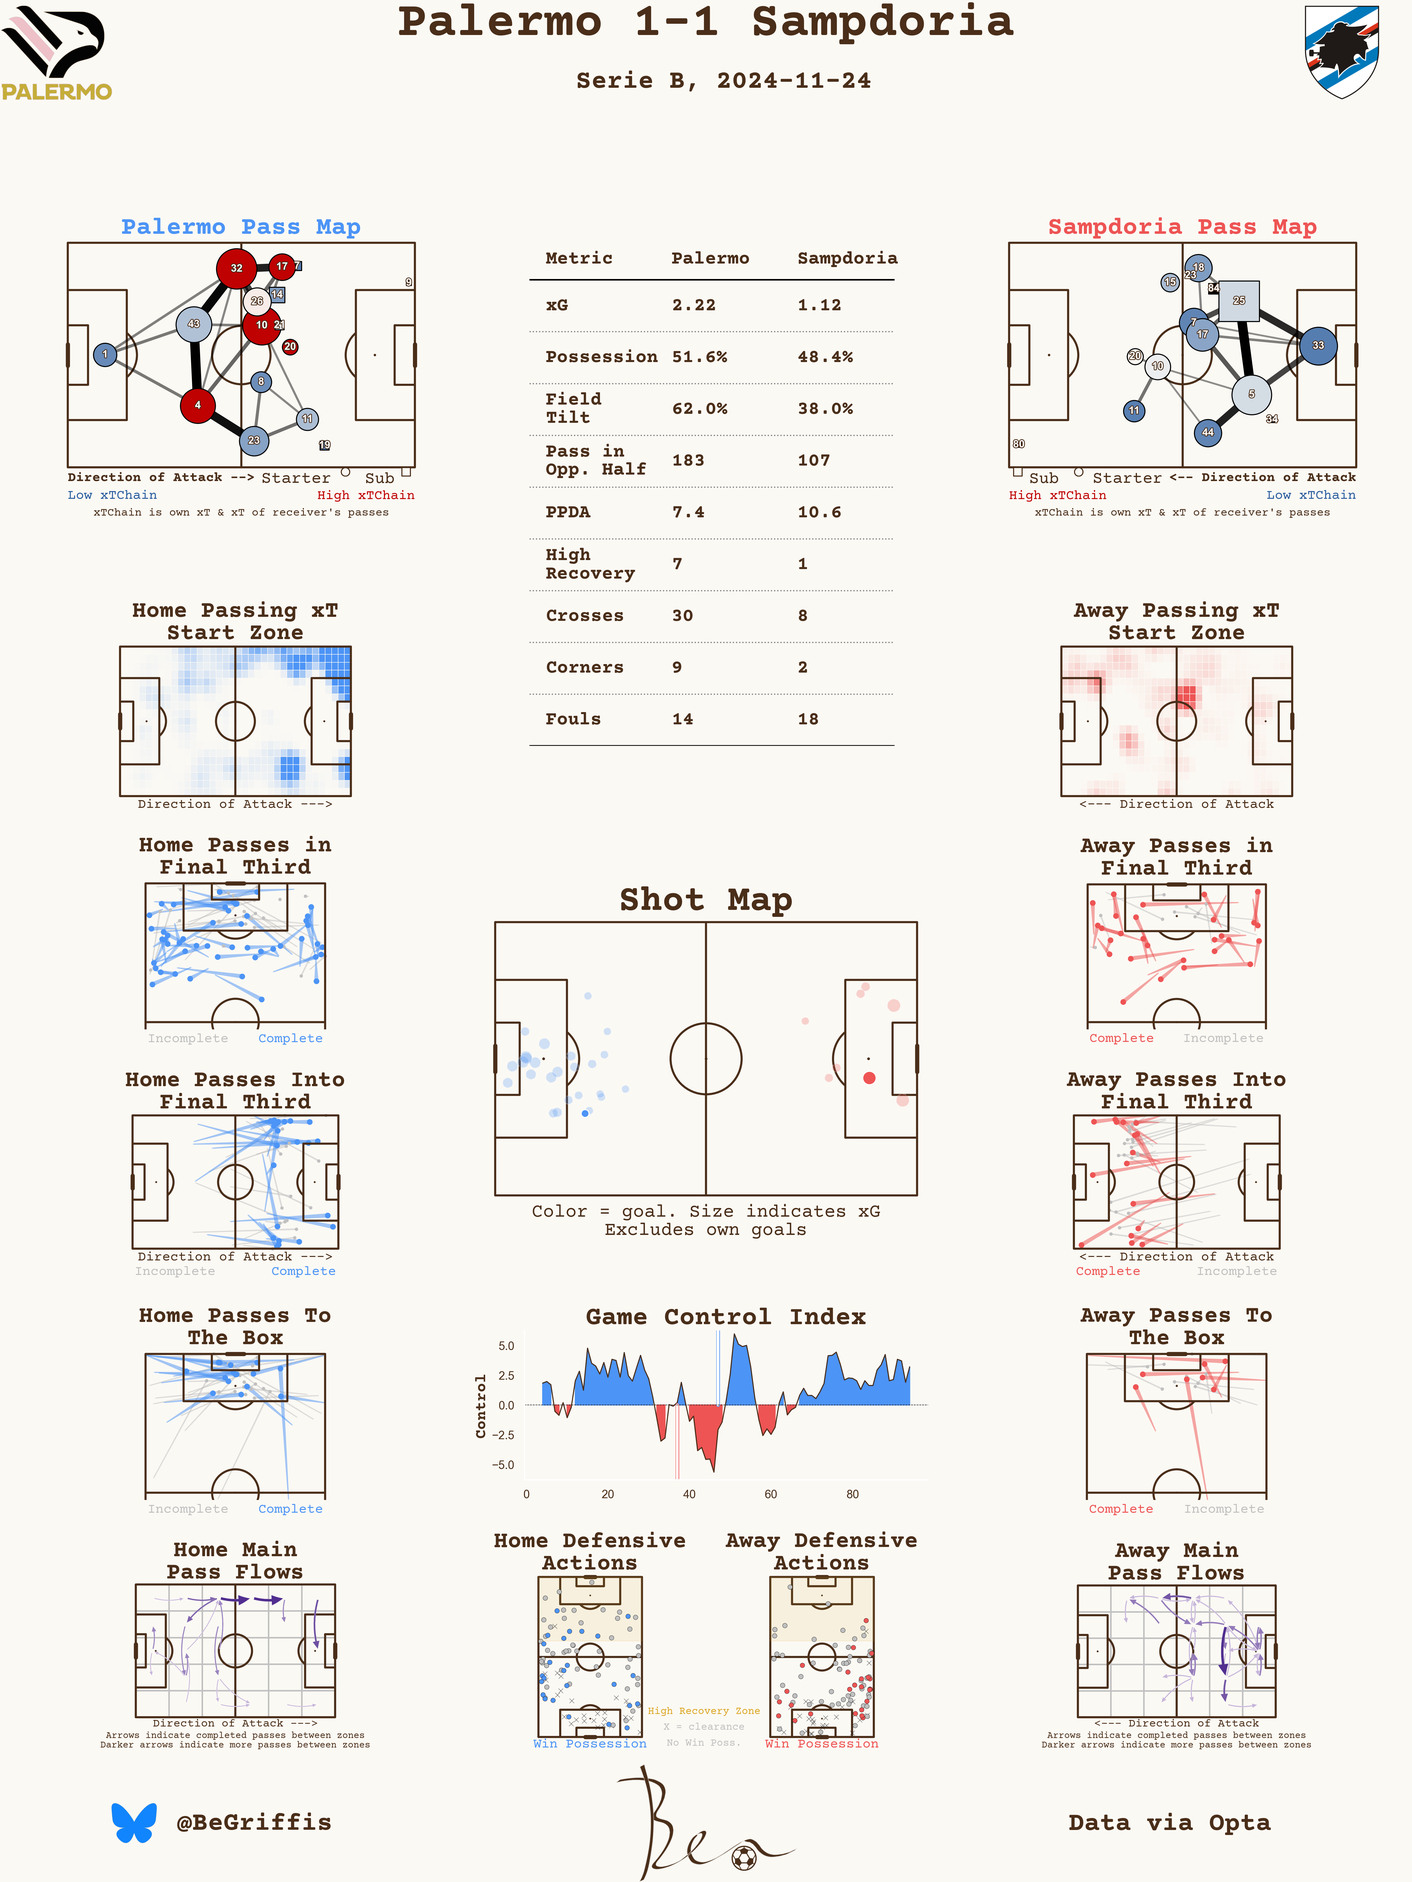 Palermo 1-1 Sampdoria
Serie B, 2024-11-24
PALERMO
Palermo Pass Map
32
17
7
9
26
14
43
10
21
20
1
8
4
11
23
19
Direction of Attack --> Starter Sub
Low xTChain High xTChain
xTChain is own xT & xT of receiver's passes
Metric Palermo Sampdoria
xG 2.22 1.12
Possession 51.6% 48.4%
Field
Tilt 62.0% 38.0%
Pass in
Opp. Half 183 107
PPDA 7.4 10.6
High
Recovery 7 1
Crosses 30 8
Corners 9 2
Fouls 14 18
Sampdoria Pass Map
18
23
15
84
25
7
17
33
20
10
5
11
34
44
80
Sub Starter <-- Direction of Attack
High xTChain Low xTChain
xTChain is own xT & xT of receiver's passes
Home Passing xT
Start Zone
Direction of Attack --->
Away Passing xT
Start Zone
<--- Direction of Attack
Home Passes in
Final Third
Incomplete Complete
Away Passes in
Final Third
Complete Incomplete
Shot Map
Color = goal. Size indicates xG
Excludes own goals
Home Passes Into
Final Third
Direction of Attack --->
Incomplete Complete
Away Passes Into
Final Third
<--- Direction of Attack
Complete Incomplete
Home Passes To
The Box
Incomplete Complete
Game Control Index
Control
5.0
2.5
0.0
−2.5
−5.0
0 20 40 60 80
Away Passes To
The Box
Complete Incomplete
Home Main
Pass Flows
Direction of Attack --->
Arrows indicate completed passes between zones
Darker arrows indicate more passes between zones
Home Defensive
Actions
Win Possession
Away Defensive
Actions
Win Possession
High Recovery Zone
X = clearance
No Win Poss.
Away Main
Pass Flows
<--- Direction of Attack
Arrows indicate completed passes between zones
Darker arrows indicate more passes between zones
@BeGriffis
Ben
Data via Opta